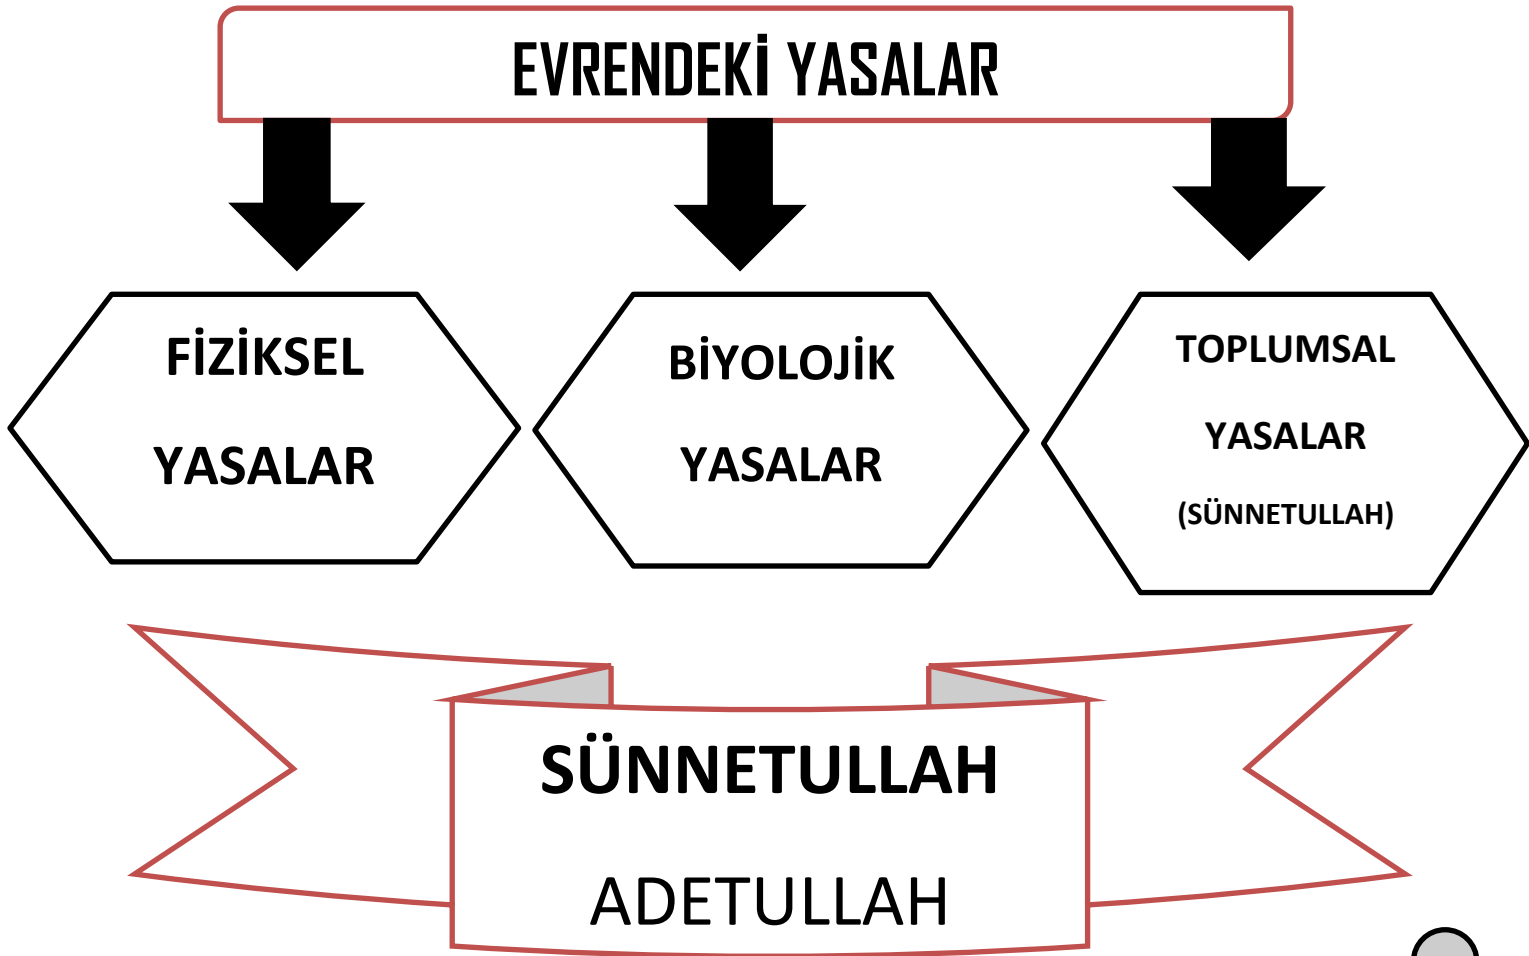 EVRENDEKİ YASALAR
FİZİKSEL
YASALAR
BİYOLOJİK
YASALAR
TOPLUMSAL
YASALAR
(SÜNNETULLAH)
SÜNNETULLAH
ADETULLAH